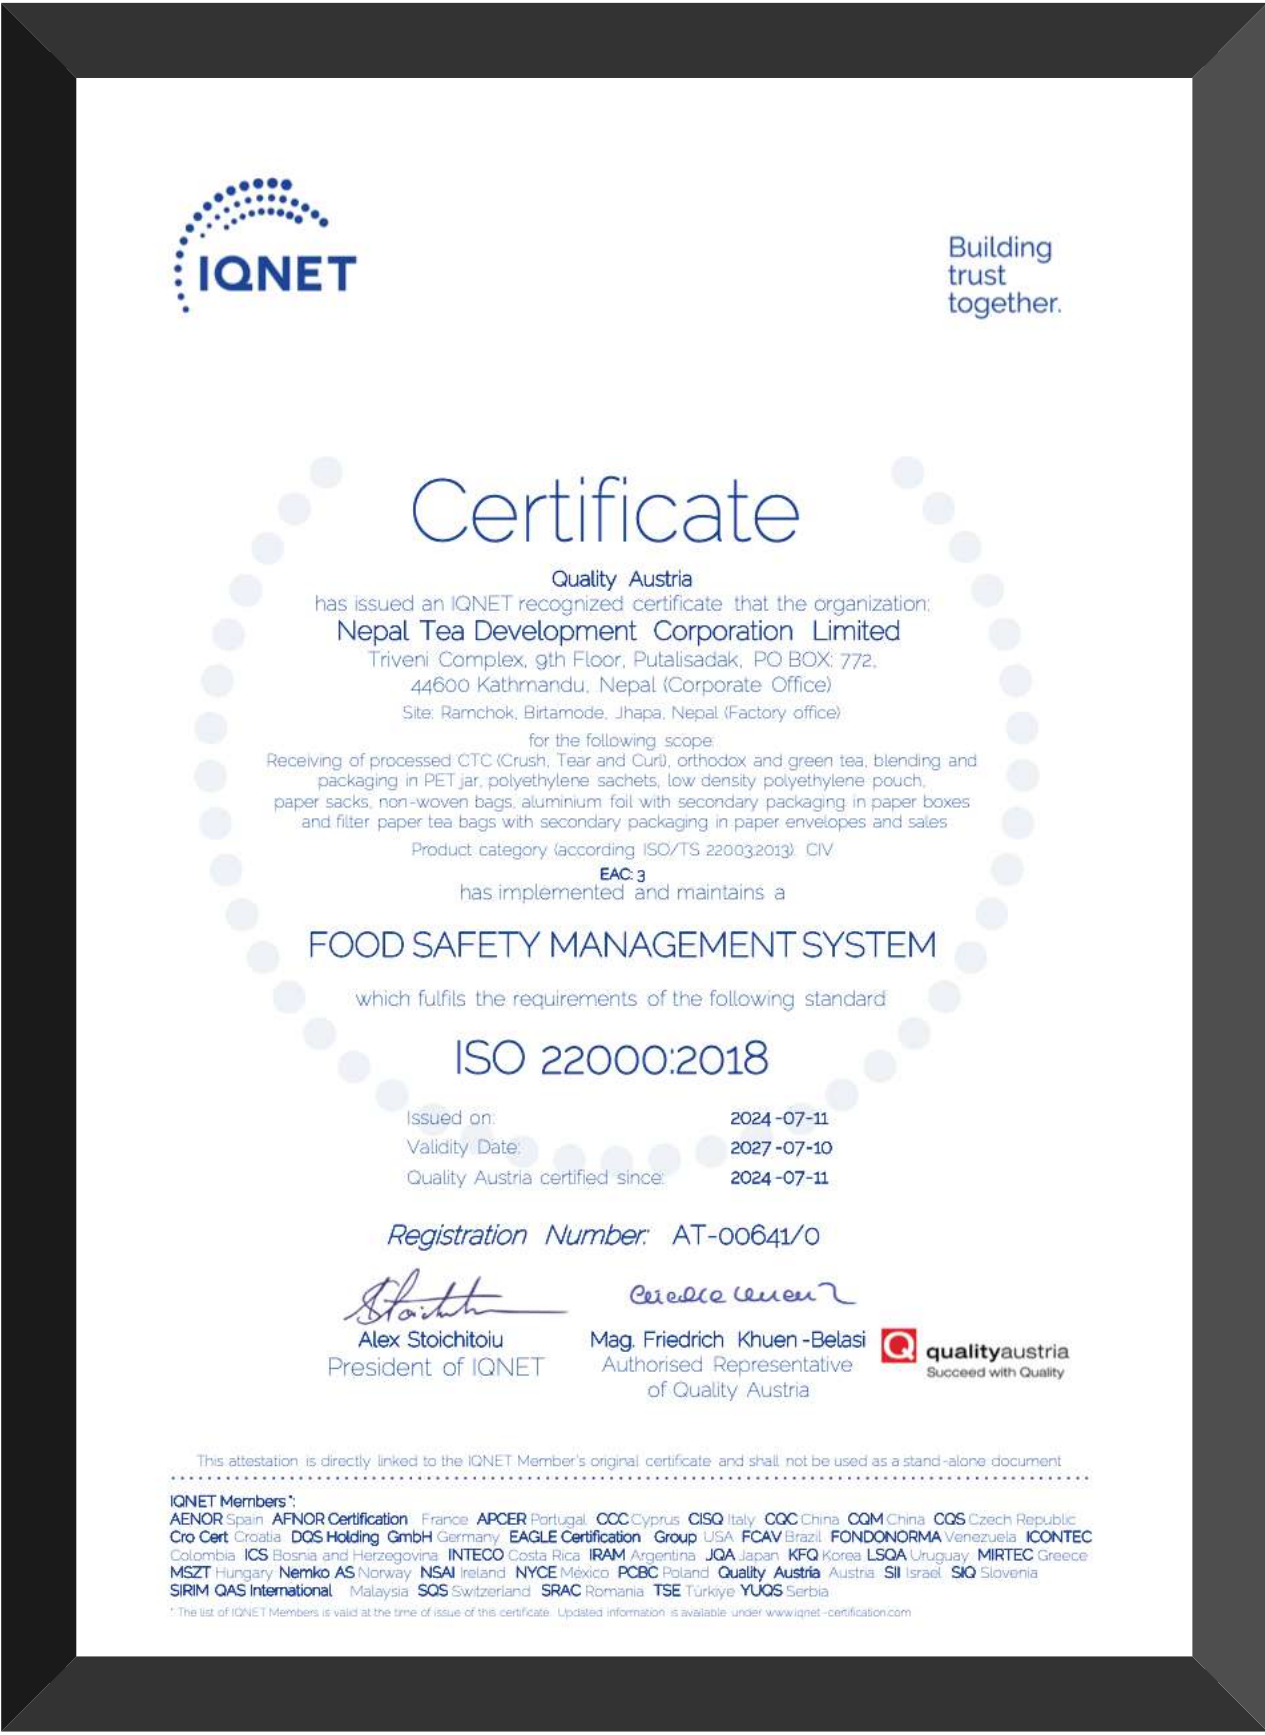 IQNET
Building
trust
together.
Certificate
Quality Austria
has issued an IQNET recognized certificate that the organization:
Nepal Tea Development Corporation Limited
Triveni Complex, 9th Floor, Putalisadak, PO BOX: 772,
44600 Kathmandu, Nepal (Corporate Office)
Site: Ramchok, Birtamode, Jhapa, Nepal (Factory office)
for the following scope:
Receiving of processed CTC (Crush, Tear and Curl), orthodox and green tea, blending and
packaging in PET jar, polyethylene sachets, low density polyethylene pouch,
paper sacks, non-woven bags, aluminium foil with secondary packaging in paper boxes
and filter paper tea bags with secondary packaging in paper envelopes and sales
Product category (according ISO/TS 22003:2013): CIV
EAC: 3
has implemented and maintains a
FOOD SAFETY MANAGEMENT SYSTEM
which fulfils the requirements of the following standard
ISO 22000:2018
Issued on: 2024-07-11
Validity Date: 2027-07-10
Quality Austria certified since: 2024-07-11
Registration Number: AT-00641/0
Alex Stoichitoiu
President of IQNET
Mag. Friedrich Khuen-Belasi
Authorised Representative
of Quality Austria
Q qualityaustria
Succeed with Quality
This attestation is directly linked to the IQNET Member's original certificate and shall not be used as a stand-alone document
IQNET Members*:
AENOR Spain AFNOR Certification France APCER Portugal CCC Cyprus CISQ Italy CQC China CQM China CQS Czech Republic
Cro Cert Croatia DQS Holding GmbH Germany EAGLE Certification Group USA FCAV Brazil FONDONORMA Venezuela ICONTEC
Colombia ICS Bosnia and Herzegovina INTECO Costa Rica IRAM Argentina JQA Japan KFQ Korea LSQA Uruguay MIRTEC Greece
MSZT Hungary Nemko AS Norway NSAI Ireland NYCE México PCBC Poland Quality Austria Austria SII Israel SIQ Slovenia
SIRIM QAS International Malaysia SQS Switzerland SRAC Romania TSE Türkiye YUQS Serbia
* The list of IQNET Members is valid at the time of issue of this certificate. Updated information is available under www.iqnet-certification.com